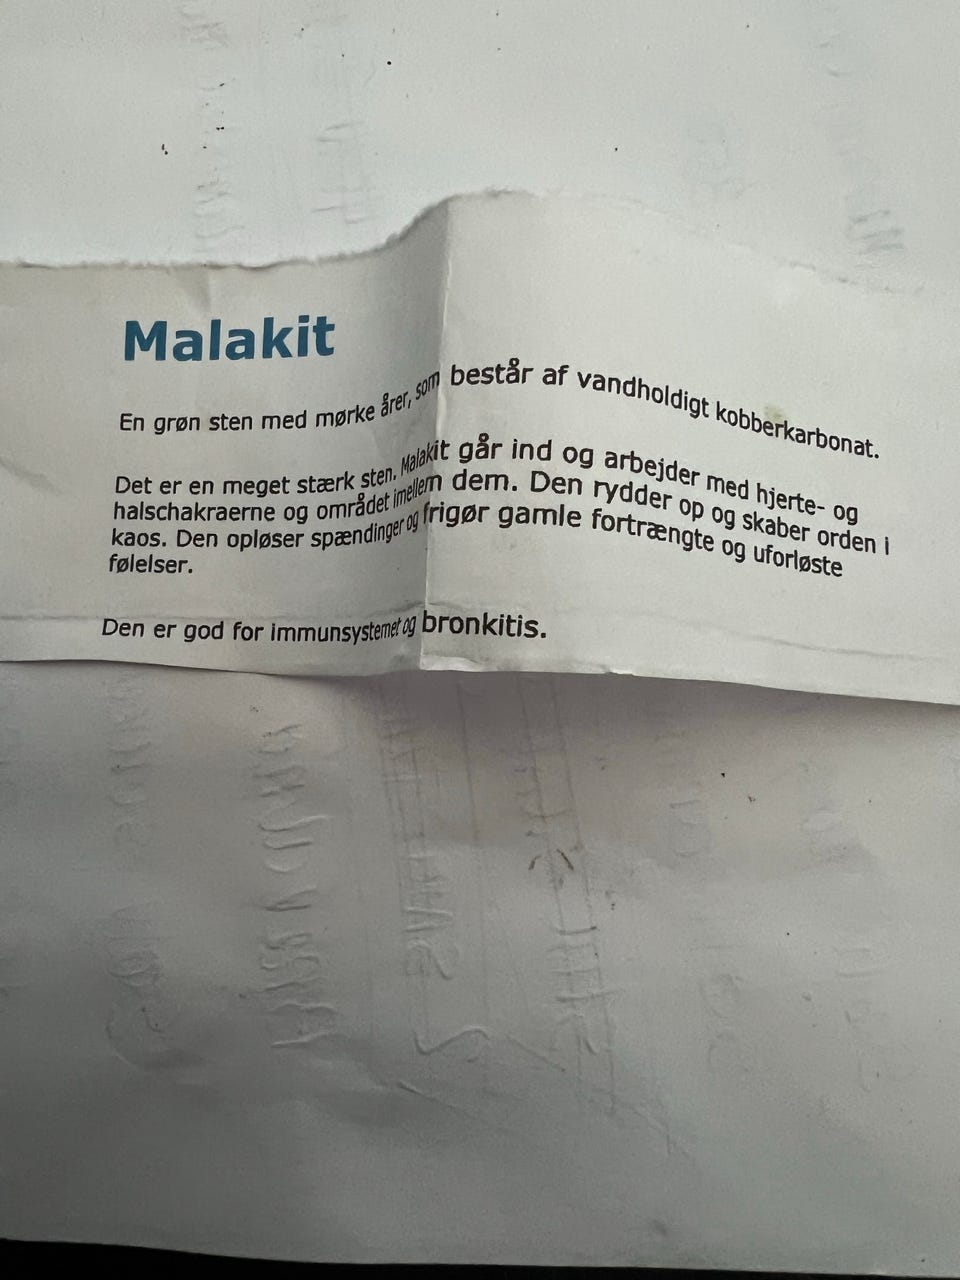 Malakit
En grøn sten med mørke årer, som består af vandholdigt kobberkarbonat.
Det er en meget stærk sten. Malakit går ind og arbejder med hjerte- og
halschakraerne og området imellem dem. Den rydder op og skaber orden i
kaos. Den opløser spændinger og frigør gamle fortrængte og uforløste
følelser.
Den er god for immunsystemet og bronkitis.